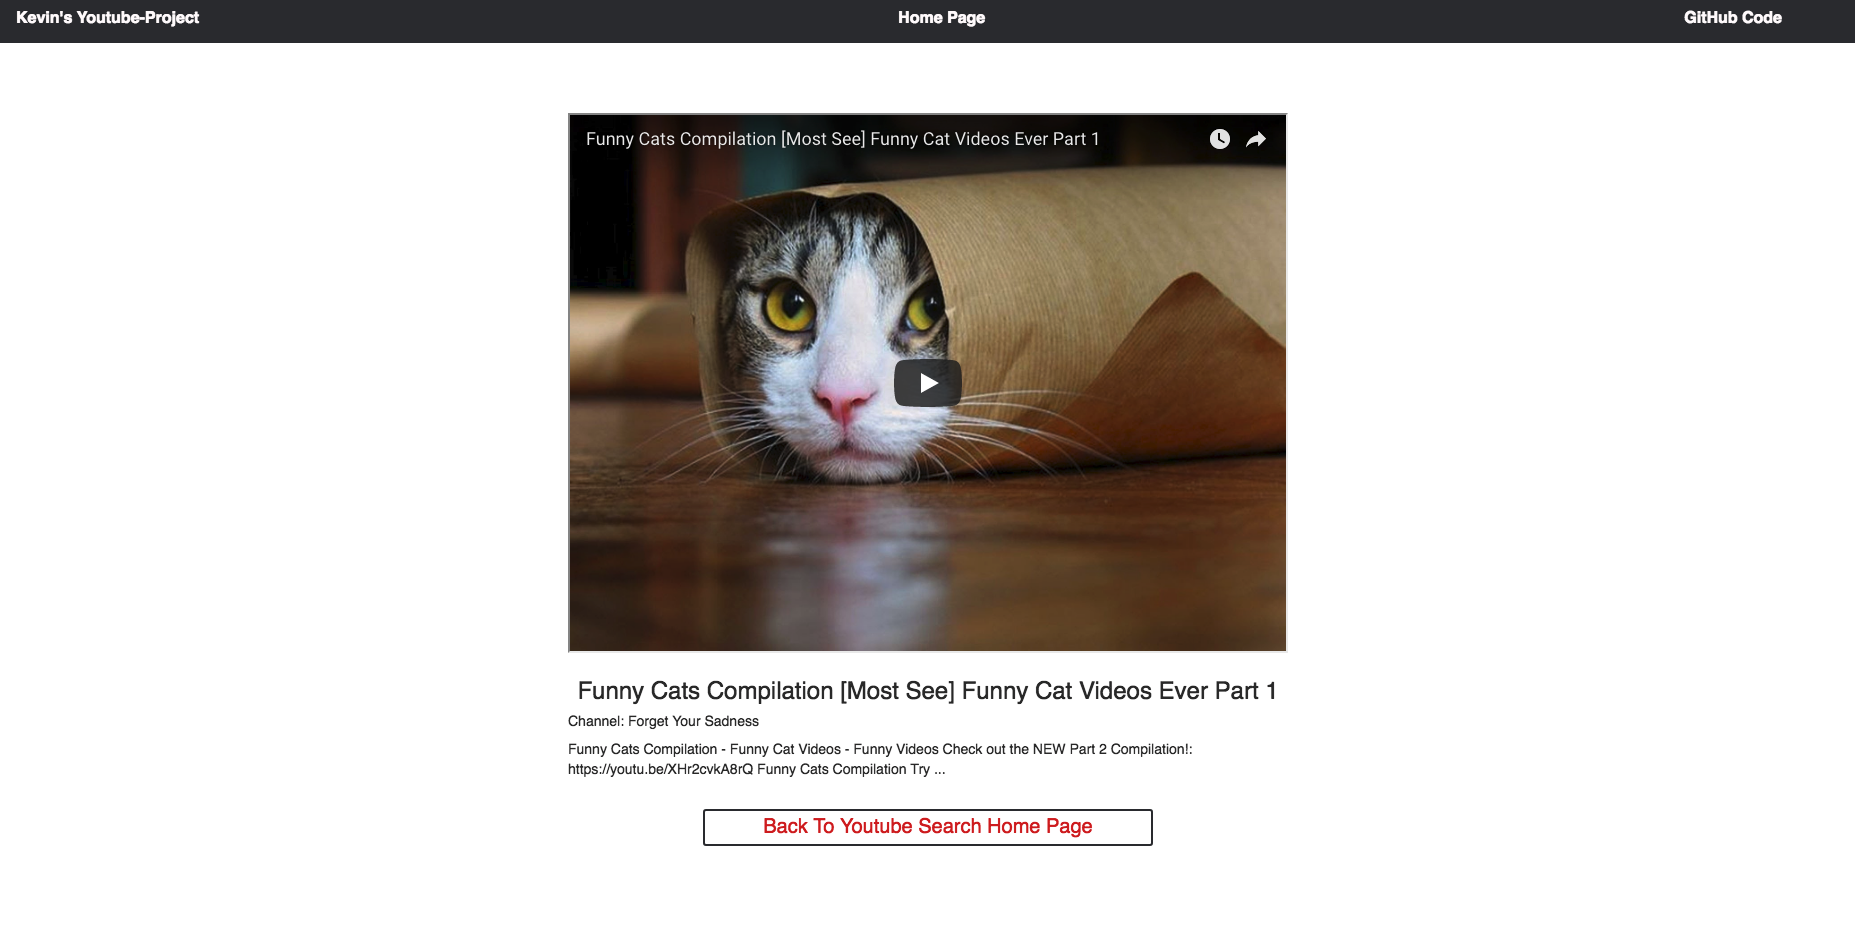 Kevin's Youtube-Project
Home Page
GitHub Code
Funny Cats Compilation [Most See] Funny Cat Videos Ever Part 1
Funny Cats Compilation [Most See] Funny Cat Videos Ever Part 1
Channel: Forget Your Sadness
Funny Cats Compilation - Funny Cat Videos - Funny Videos Check out the NEW Part 2 Compilation!:
https://youtu.be/XHr2cvkA8rQ Funny Cats Compilation Try ...
Back To Youtube Search Home Page